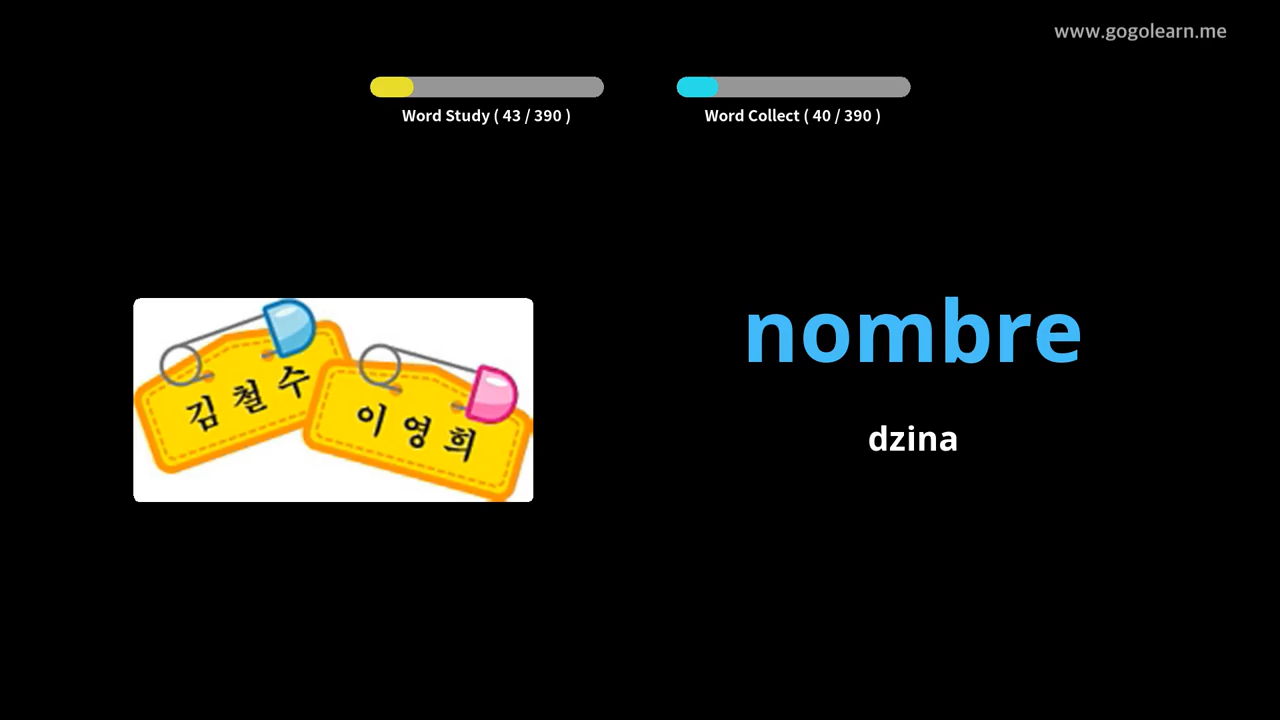 www.gogolearn.me
Word Study ( 43 / 390 )
Word Collect ( 40 / 390 )
김철수
이영희
nombre
dzina